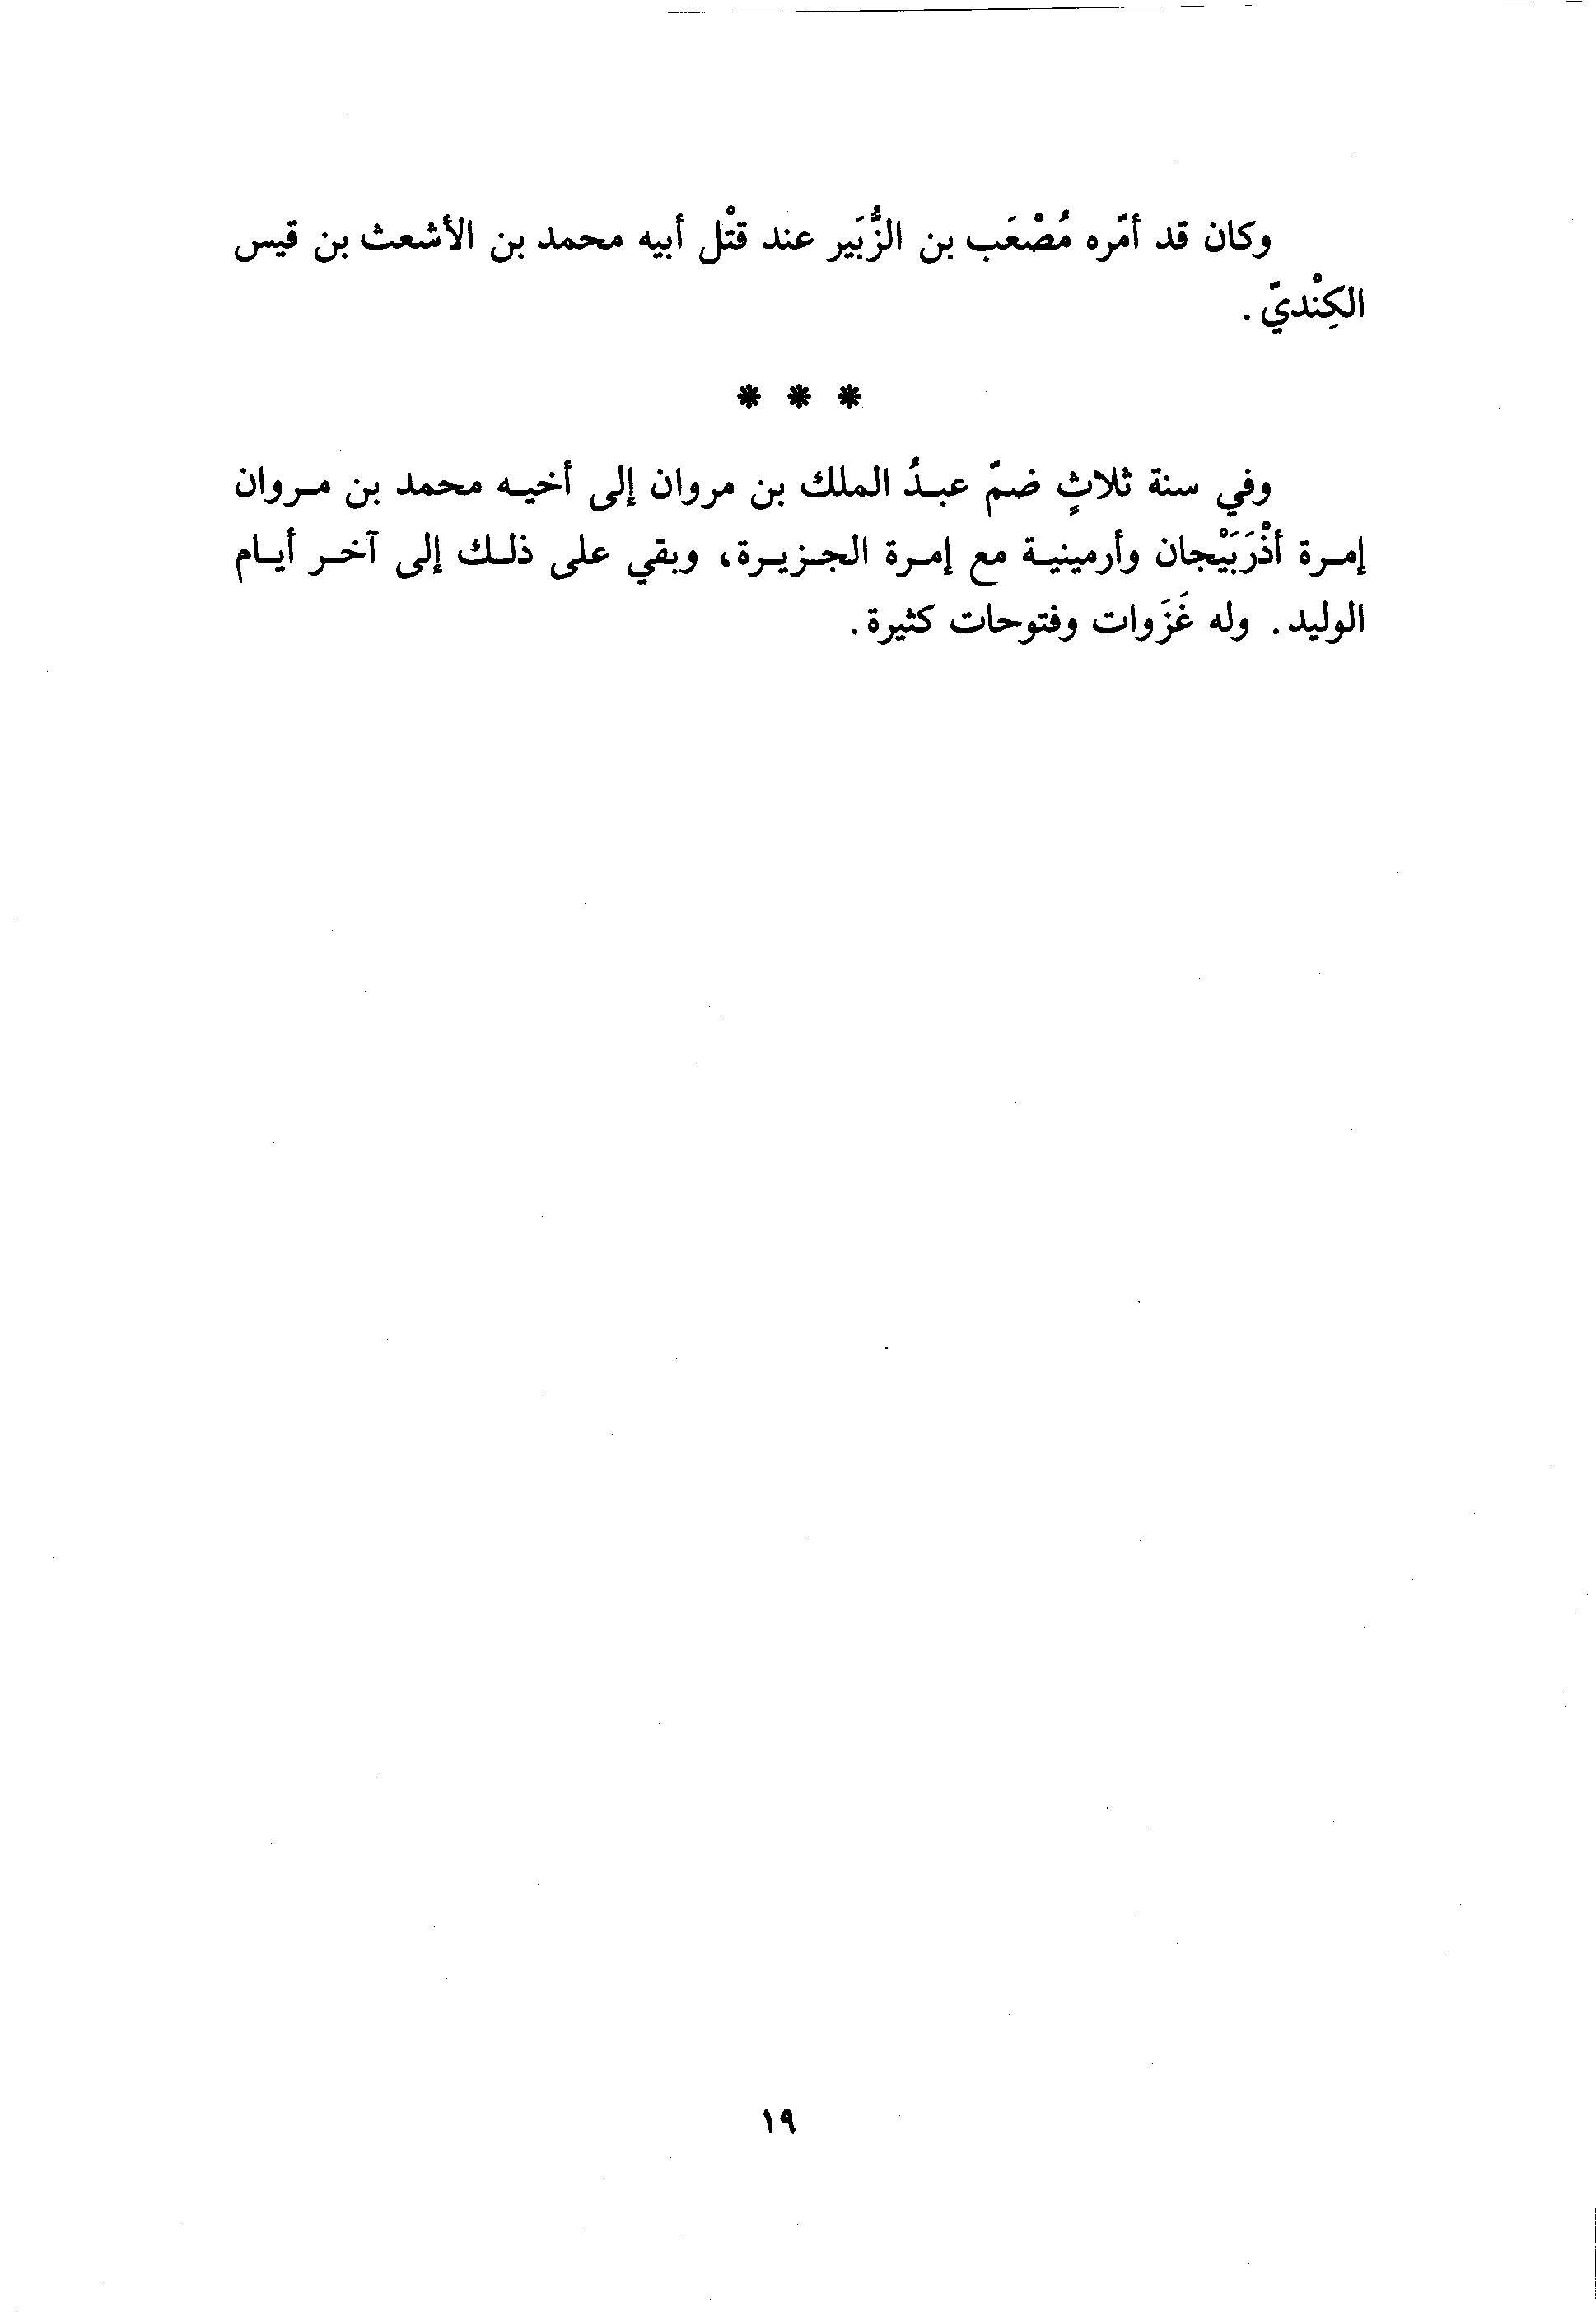 وكان قد أمّره مُصْعَب بن الزُّبَير عند قتْل أبيه محمد بن الأشعث بن قيس
الكِنْديّ .
* * *
وفي سنة ثلاثٍ ضمّ عبدُ الملك بن مروان إلى أخيه محمد بن مروان
إمرة أذْرَبَيْجان وأرمينية مع إمرة الجزيرة، وبقي على ذلك إلى آخر أيام
الوليد . وله غَزَوات وفتوحات كثيرة .
١٩